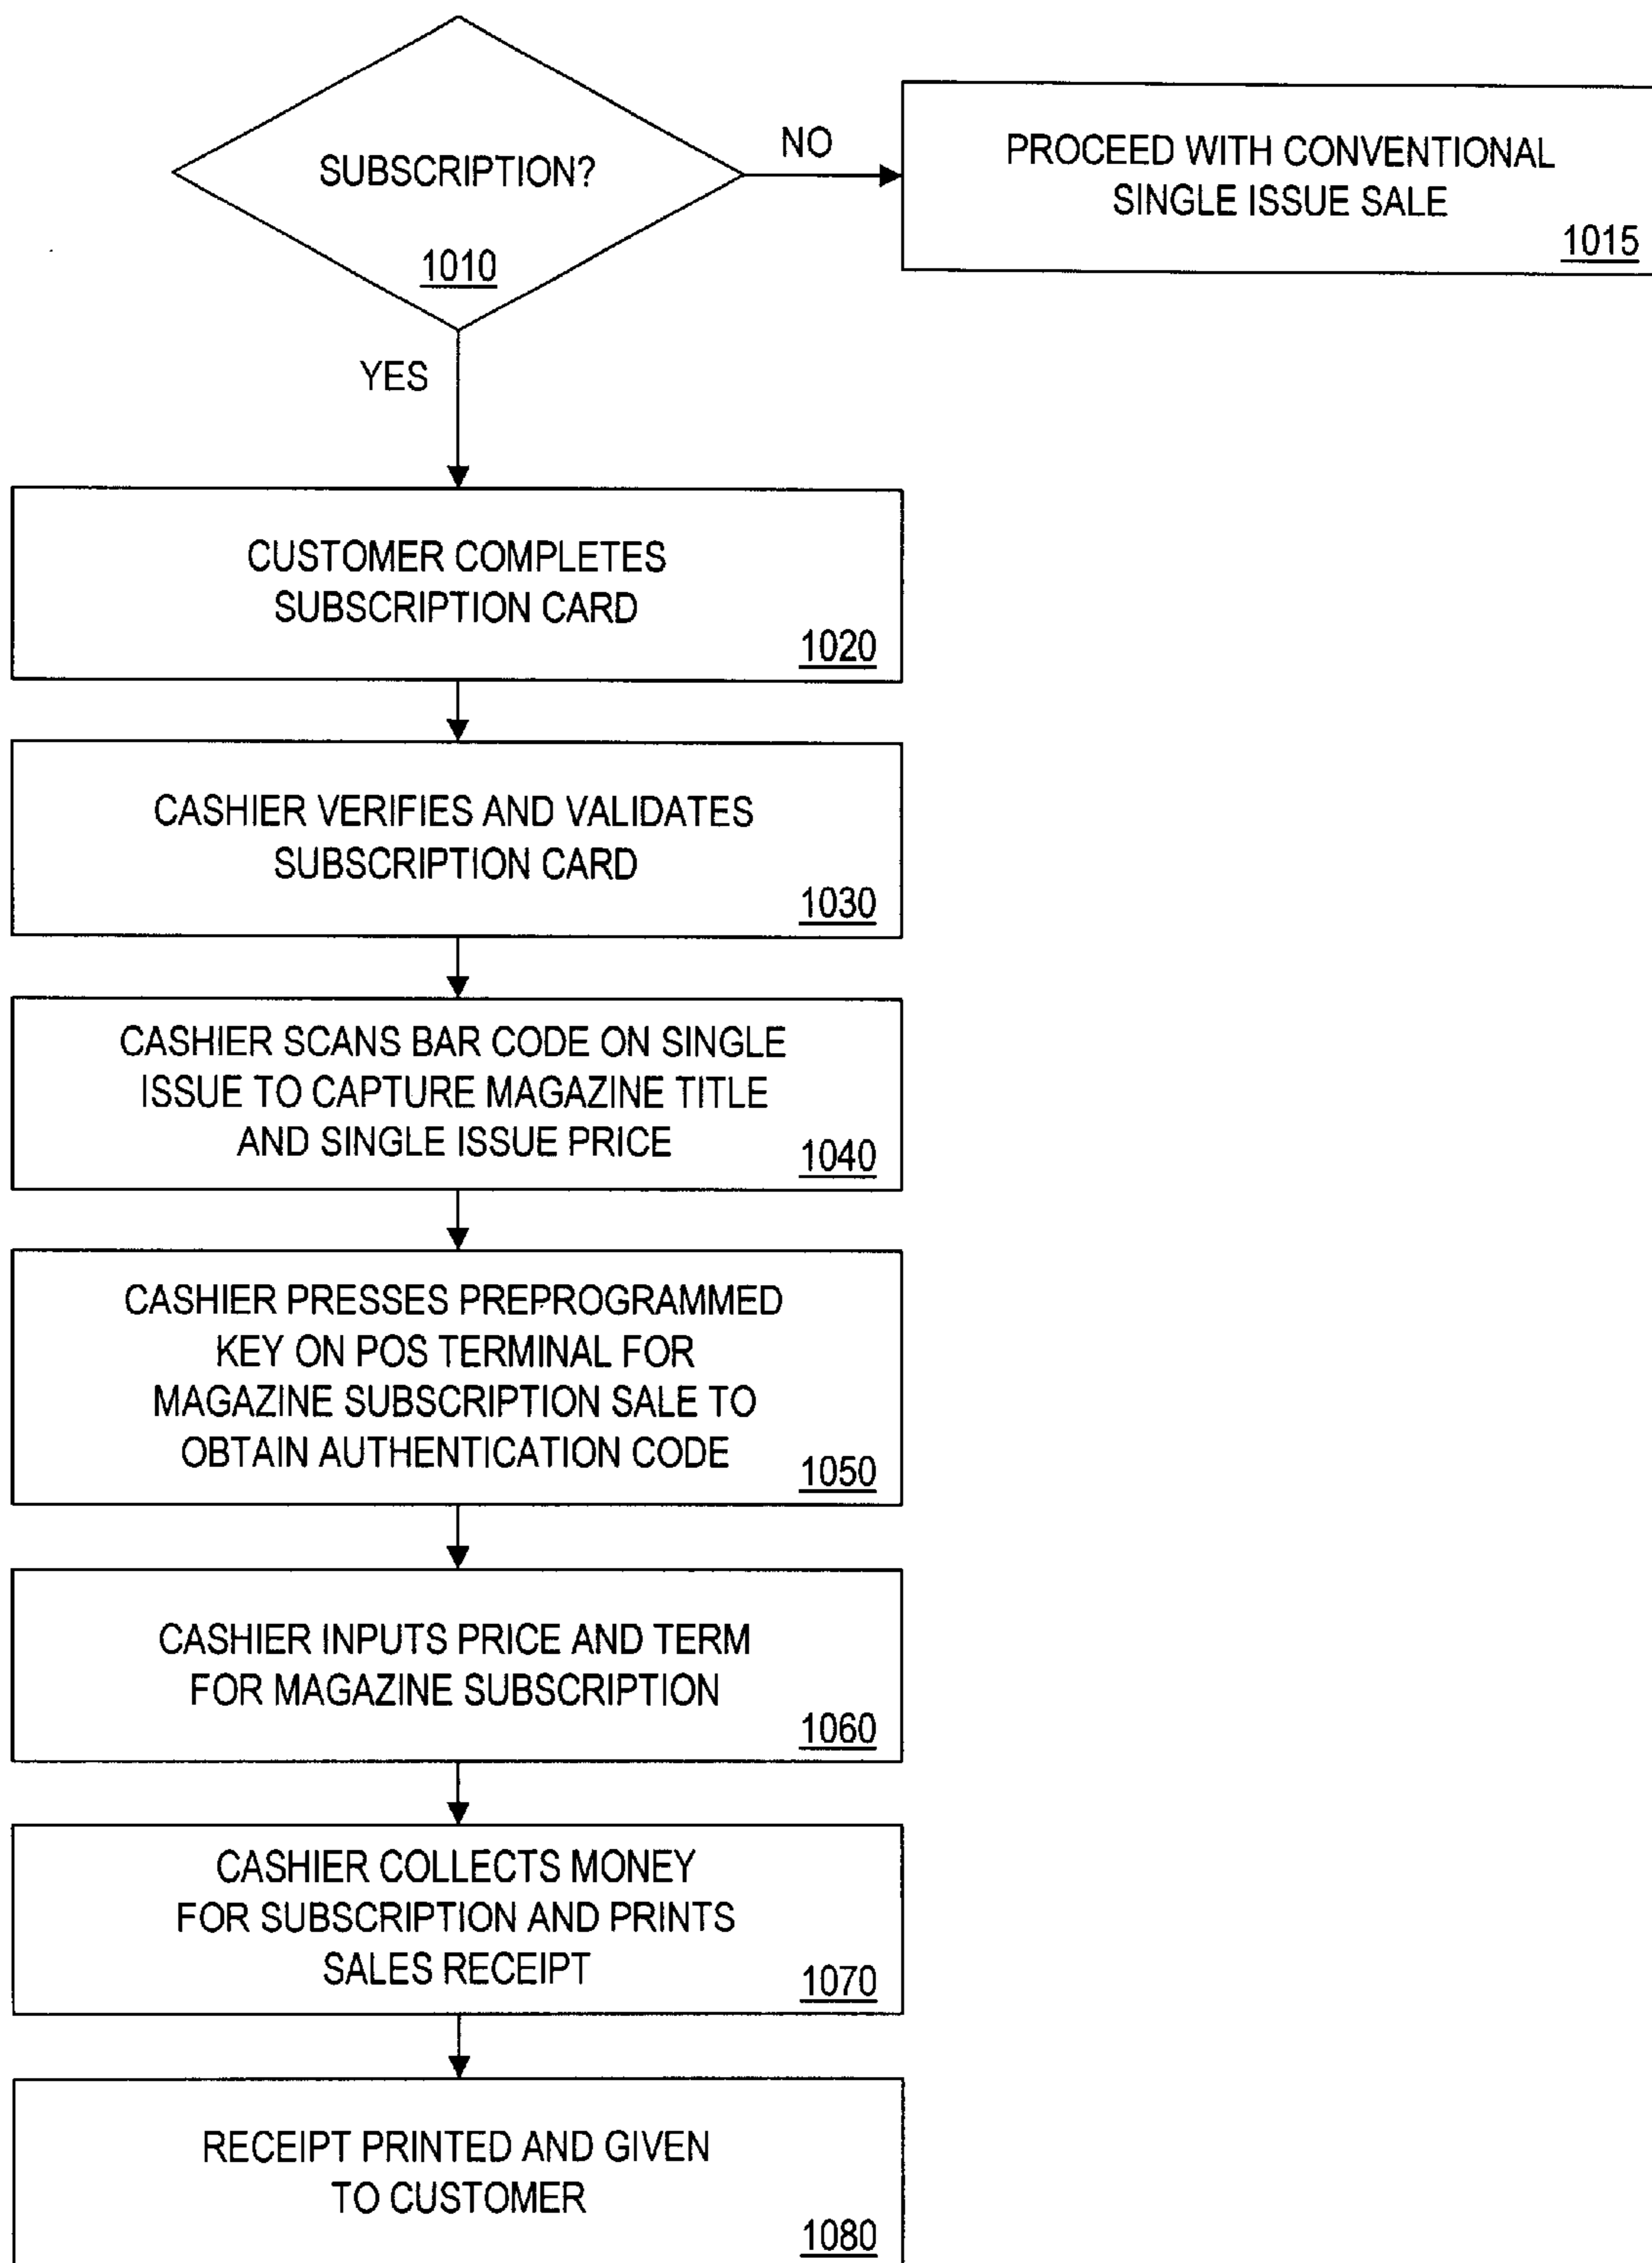 SUBSCRIPTION?
1010
NO
PROCEED WITH CONVENTIONAL
SINGLE ISSUE SALE
1015
YES
CUSTOMER COMPLETES
SUBSCRIPTION CARD
1020
CASHIER VERIFIES AND VALIDATES
SUBSCRIPTION CARD
1030
CASHIER SCANS BAR CODE ON SINGLE
ISSUE TO CAPTURE MAGAZINE TITLE
AND SINGLE ISSUE PRICE
1040
CASHIER PRESSES PREPROGRAMMED
KEY ON POS TERMINAL FOR
MAGAZINE SUBSCRIPTION SALE TO
OBTAIN AUTHENTICATION CODE
1050
CASHIER INPUTS PRICE AND TERM
FOR MAGAZINE SUBSCRIPTION
1060
CASHIER COLLECTS MONEY
FOR SUBSCRIPTION AND PRINTS
SALES RECEIPT
1070
RECEIPT PRINTED AND GIVEN
TO CUSTOMER
1080